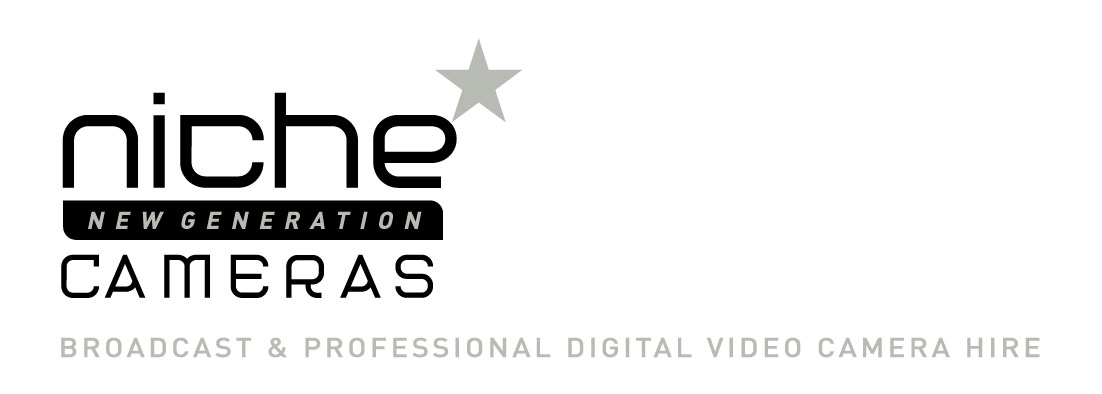 niche
NEW GENERATION
CAMERAS
BROADCAST & PROFESSIONAL DIGITAL VIDEO CAMERA HIRE